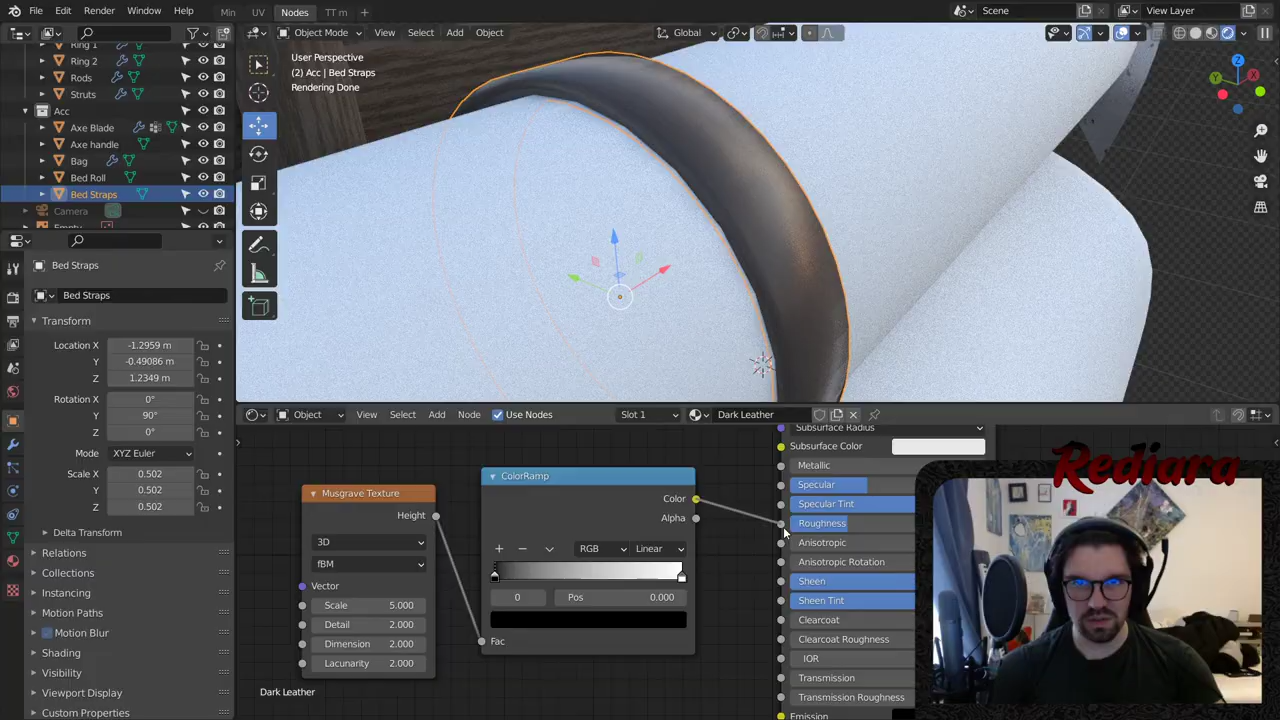 File Edit Render Window Help Min UV Nodes TT m + Scene View Layer
Object Mode View Select Add Object Global
Ring 1
Ring 2
Rods
Struts
Acc
Axe Blade
Axe handle
Bag
Bed Roll
Bed Straps
Camera
Empty
User Perspective
(2) Acc | Bed Straps
Rendering Done
Z
Y
X
Bed Straps
Bed Straps
Transform
Location X -1.2959 m
Y -0.49086 m
Z 1.2349 m
Rotation X 0°
Y 90°
Z 0°
Mode XYZ Euler
Scale X 0.502
Y 0.502
Z 0.502
Delta Transform
Relations
Collections
Instancing
Motion Paths
Motion Blur
Shading
Visibility
Viewport Display
Custom Properties
Object View Select Add Node Use Nodes Slot 1 Dark Leather
Musgrave Texture
Height
3D
fBM
Vector
Scale 5.000
Detail 2.000
Dimension 2.000
Lacunarity 2.000
Dark Leather
ColorRamp
Color
Alpha
RGB Linear
0 Pos 0.000
Fac
Subsurface Radius
Subsurface Color
Metallic
Specular
Specular Tint
Roughness
Anisotropic
Anisotropic Rotation
Sheen
Sheen Tint
Clearcoat
Clearcoat Roughness
IOR
Transmission
Transmission Roughness
Emission
Rediara